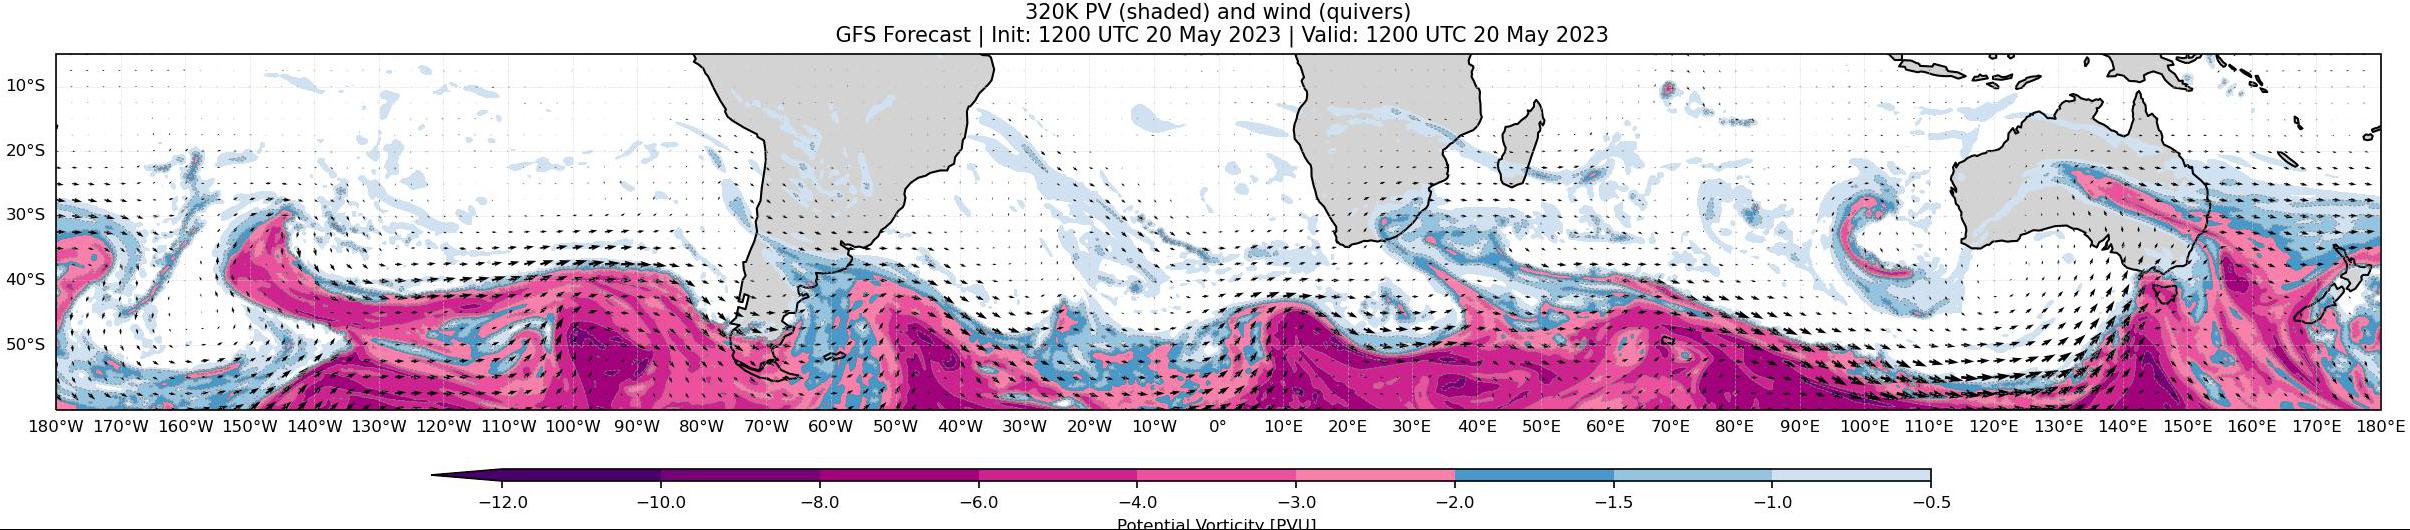 320K PV (shaded) and wind (quivers)
GFS Forecast | Init: 1200 UTC 20 May 2023 | Valid: 1200 UTC 20 May 2023
10°S
20°S
30°S
40°S
50°S
180°W 170°W 160°W 150°W 140°W 130°W 120°W 110°W 100°W 90°W 80°W 70°W 60°W 50°W 40°W 30°W 20°W 10°W 0° 10°E 20°E 30°E 40°E 50°E 60°E 70°E 80°E 90°E 100°E 110°E 120°E 130°E 140°E 150°E 160°E 170°E 180°E
−12.0 −10.0 −8.0 −6.0 −4.0 −3.0 −2.0 −1.5 −1.0 −0.5
Potential Vorticity [PVU]